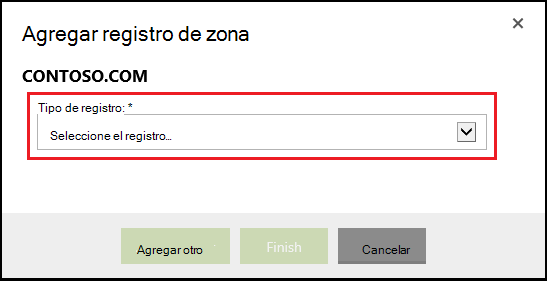 Agregar registro de zona
CONTOSO.COM
Tipo de registro: *
Seleccione el registro...
Agregar otro
Finish
Cancelar